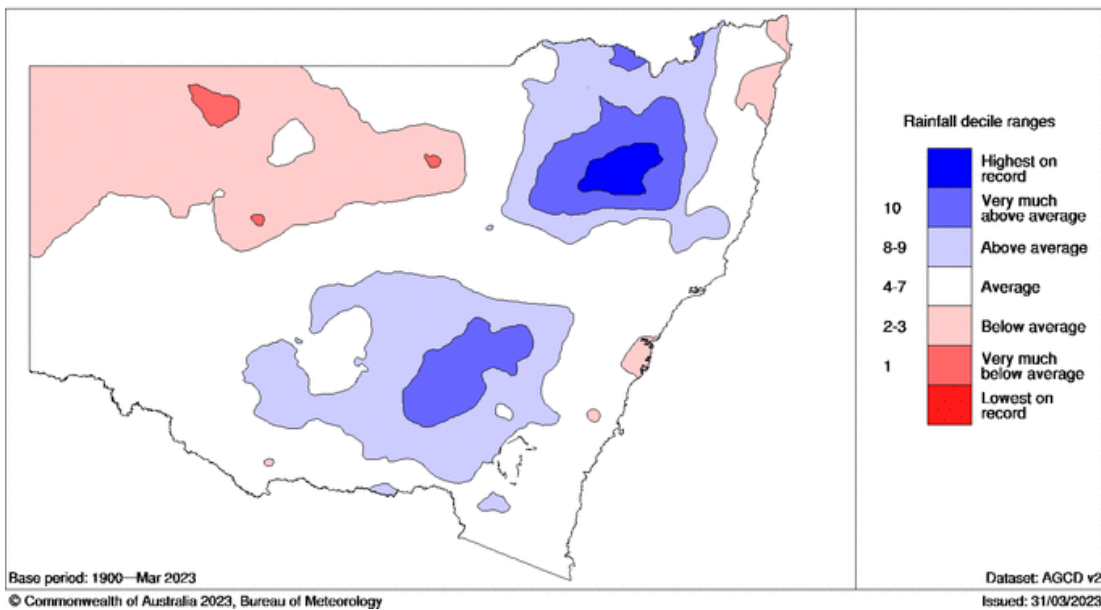 Rainfall decile ranges
Highest on
record
10
Very much
above average
8-9
Above average
4-7
Average
2-3
Below average
1
Very much
below average
Lowest on
record
Base period: 1900—Mar 2023
Dataset: AGCD v2
© Commonwealth of Australia 2023, Bureau of Meteorology
Issued: 31/03/2023